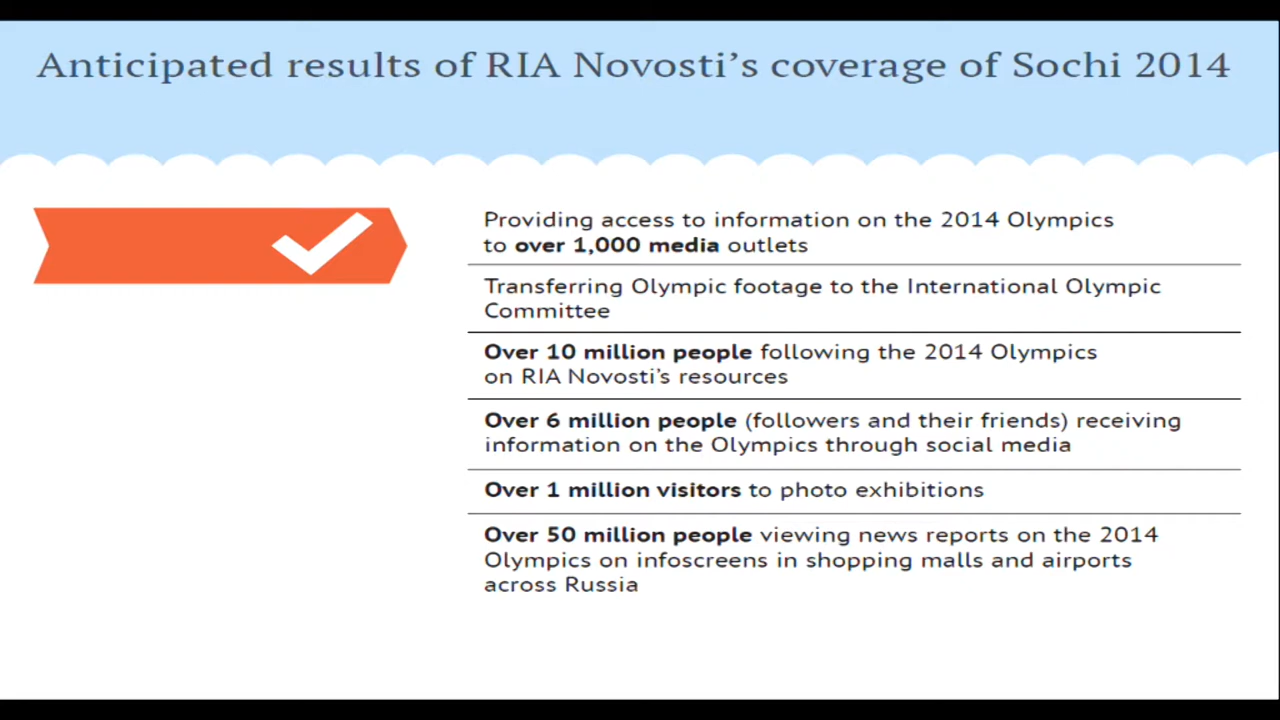 Anticipated results of RIA Novosti's coverage of Sochi 2014
Providing access to information on the 2014 Olympics
to over 1,000 media outlets
Transferring Olympic footage to the International Olympic
Committee
Over 10 million people following the 2014 Olympics
on RIA Novosti's resources
Over 6 million people (followers and their friends) receiving
information on the Olympics through social media
Over 1 million visitors to photo exhibitions
Over 50 million people viewing news reports on the 2014
Olympics on infoscreens in shopping malls and airports
across Russia